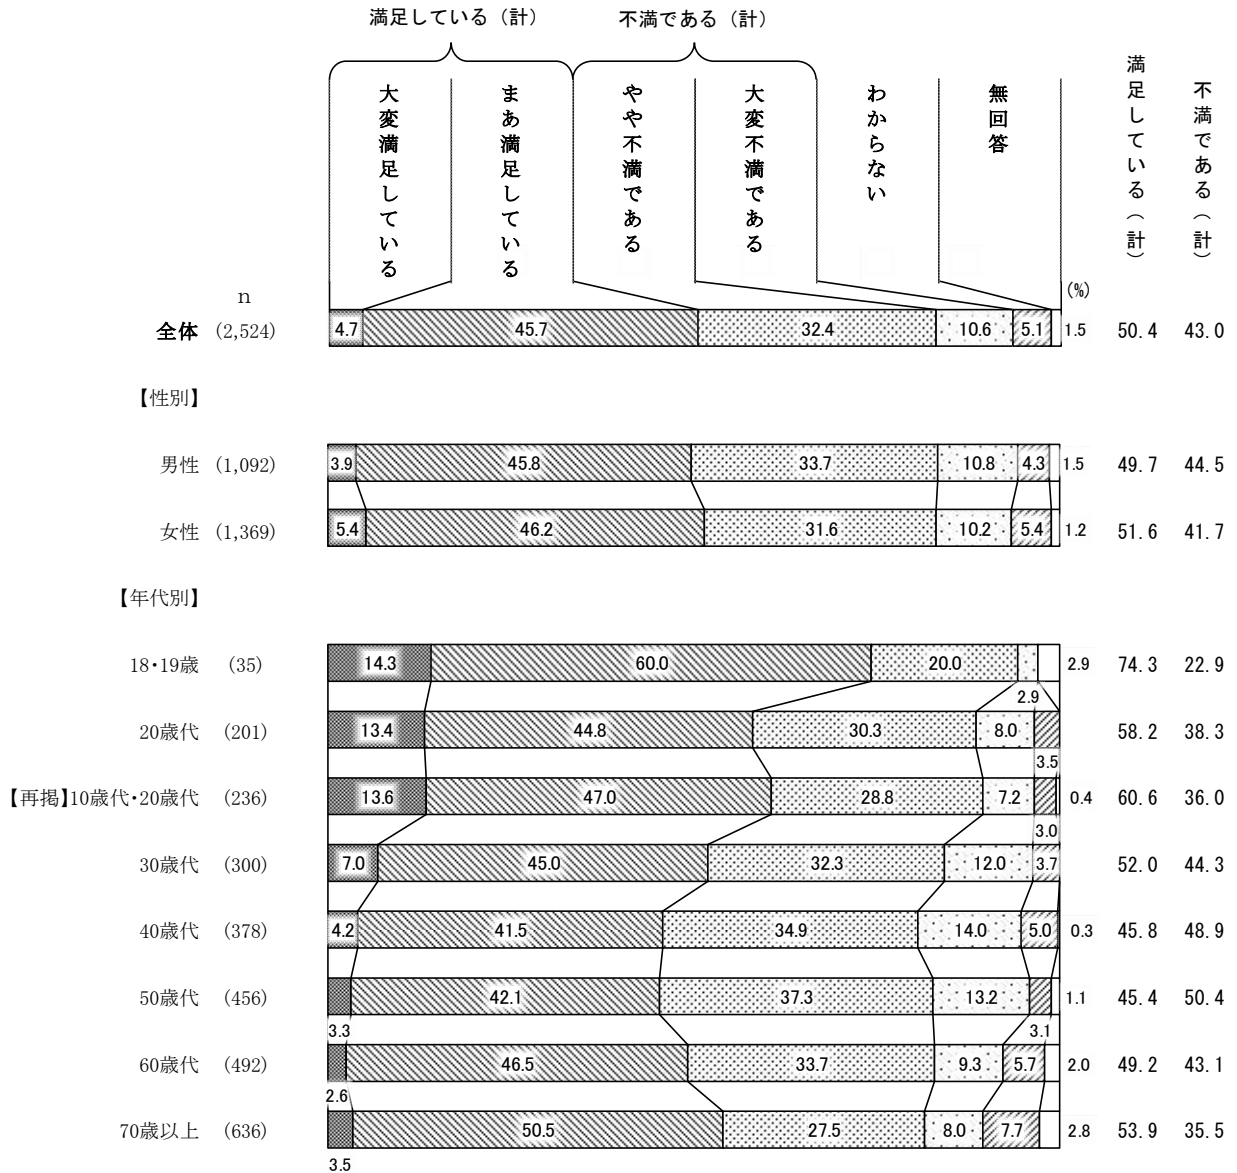 満足している（計） 不満である（計）
大変満足している
まあ満足している
やや不満である
大変不満である
わからない
無回答
満足している（計）
不満である（計）
n
(%)
全体 (2,524) 4.7 45.7 32.4 10.6 5.1 1.5 50.4 43.0
【性別】
男性 (1,092) 3.9 45.8 33.7 10.8 4.3 1.5 49.7 44.5
女性 (1,369) 5.4 46.2 31.6 10.2 5.4 1.2 51.6 41.7
【年代別】
18・19歳 (35) 14.3 60.0 20.0 2.9 74.3 22.9
2.9
20歳代 (201) 13.4 44.8 30.3 8.0 58.2 38.3
3.5
【再掲】10歳代・20歳代 (236) 13.6 47.0 28.8 7.2 0.4 60.6 36.0
3.0
30歳代 (300) 7.0 45.0 32.3 12.0 3.7 52.0 44.3
40歳代 (378) 4.2 41.5 34.9 14.0 5.0 0.3 45.8 48.9
50歳代 (456) 42.1 37.3 13.2 1.1 45.4 50.4
3.3 3.1
60歳代 (492) 46.5 33.7 9.3 5.7 2.0 49.2 43.1
2.6
70歳以上 (636) 50.5 27.5 8.0 7.7 2.8 53.9 35.5
3.5